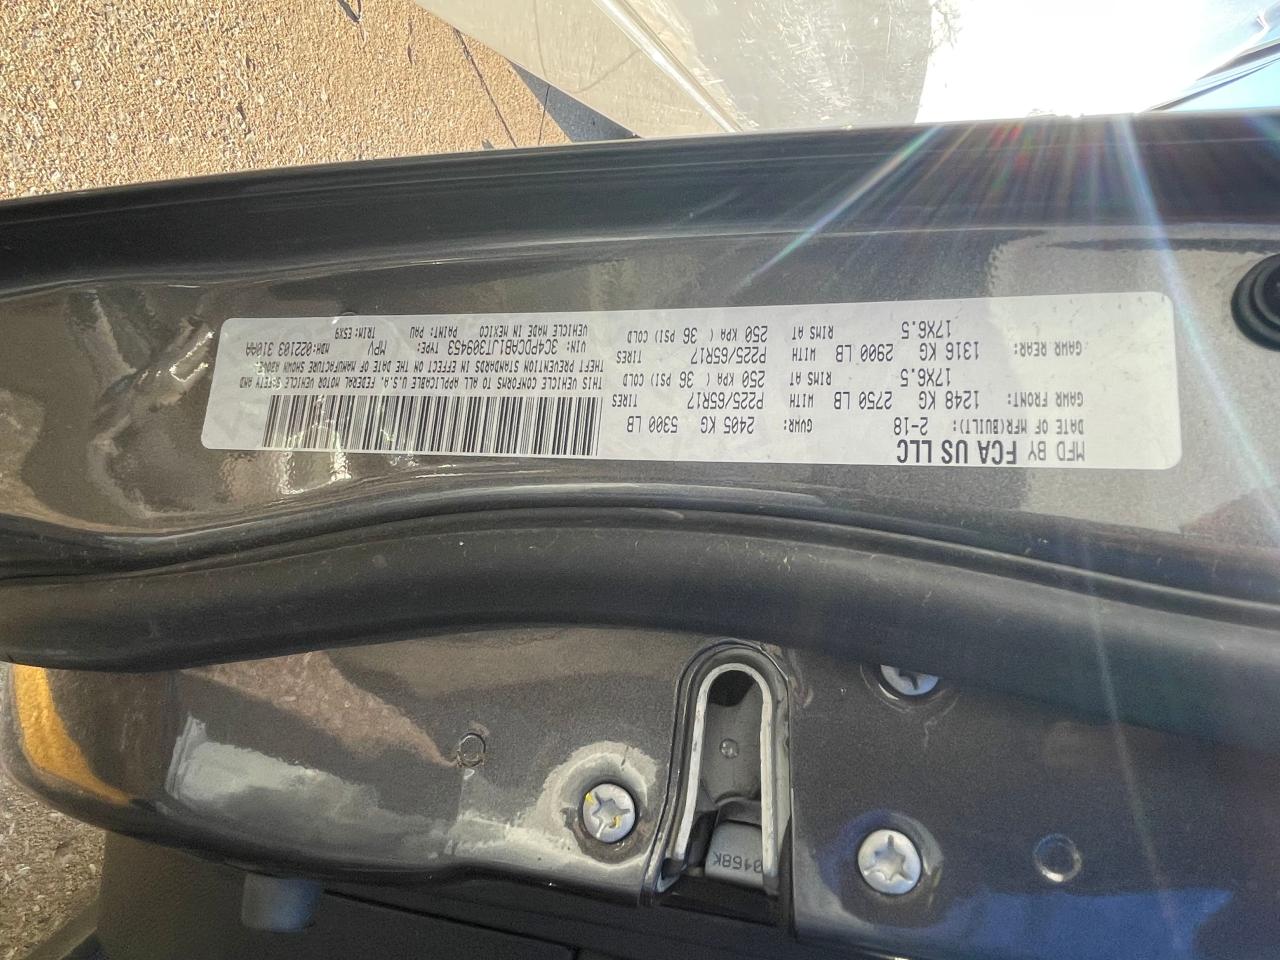 MFD BY FCA US LLC
DATE OF MFR(BUILT): 2-18 GVWR: 2405 KG 5300 LB
GAWR FRONT: WITH TIRES
1248 KG 2750 LB P225/65R17
RIMS AT COLD
17X6.5 250 KPA ( 36 PSI)
GAWR REAR: WITH TIRES
1316 KG 2900 LB P225/65R17
RIMS AT COLD
17X6.5 250 KPA ( 36 PSI)
THIS VEHICLE CONFORMS TO ALL APPLICABLE U.S.A. FEDERAL MOTOR VEHICLE SAFETY AND
THEFT PREVENTION STANDARDS IN EFFECT ON THE DATE OF MANUFACTURE SHOWN ABOVE.
VIN: 3C4PDCAB1JT309453 TYPE: MPV MDH: 022103 310AA
VEHICLE MADE IN MEXICO PAINT: PAU TRIM: E5X9
0168K